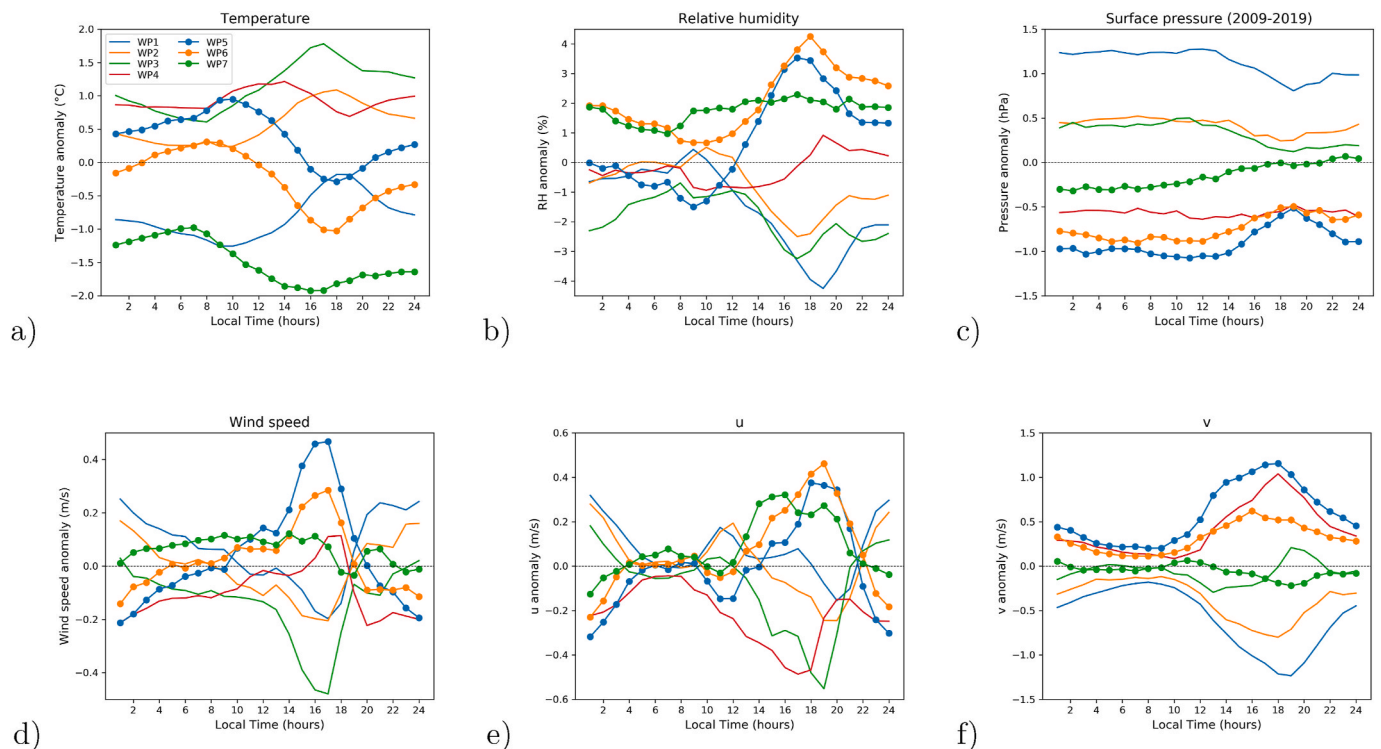 Temperature
Relative humidity
Surface pressure (2009-2019)
Temperature anomaly (°C)
2.0
1.5
1.0
0.5
0.0
−0.5
−1.0
−1.5
−2.0
WP1
WP2
WP3
WP4
WP5
WP6
WP7
2 4 6 8 10 12 14 16 18 20 22 24
Local Time (hours)
a)
RH anomaly (%)
4
3
2
1
0
−1
−2
−3
−4
2 4 6 8 10 12 14 16 18 20 22 24
Local Time (hours)
b)
Pressure anomaly (hPa)
1.5
1.0
0.5
0.0
−0.5
−1.0
−1.5
2 4 6 8 10 12 14 16 18 20 22 24
Local Time (hours)
c)
Wind speed
u
v
Wind speed anomaly (m/s)
0.4
0.2
0.0
−0.2
−0.4
2 4 6 8 10 12 14 16 18 20 22 24
Local Time (hours)
d)
u anomaly (m/s)
0.6
0.4
0.2
0.0
−0.2
−0.4
−0.6
2 4 6 8 10 12 14 16 18 20 22 24
Local Time (hours)
e)
v anomaly (m/s)
1.5
1.0
0.5
0.0
−0.5
−1.0
−1.5
2 4 6 8 10 12 14 16 18 20 22 24
Local Time (hours)
f)